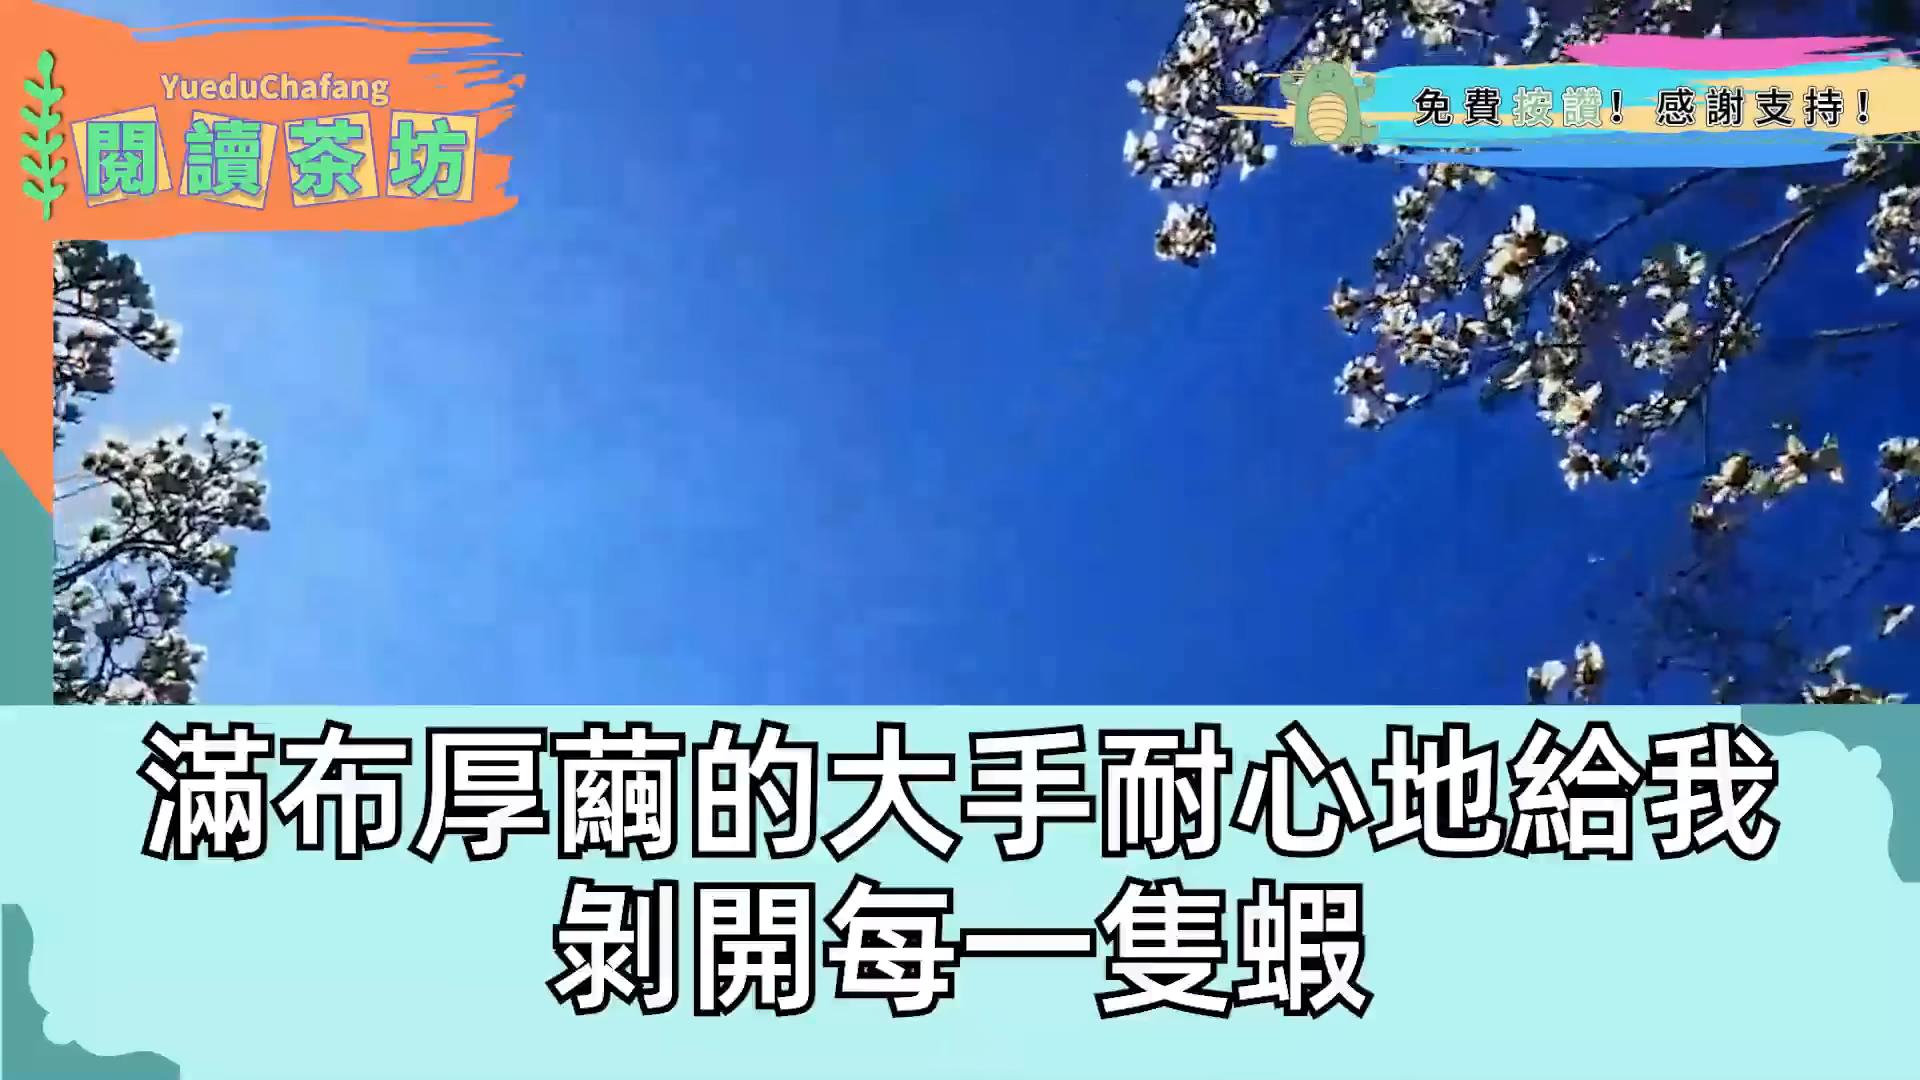 YueduChafang
閱讀茶坊
免費按讚！感謝支持！
滿布厚繭的大手耐心地給我
剝開每一隻蝦